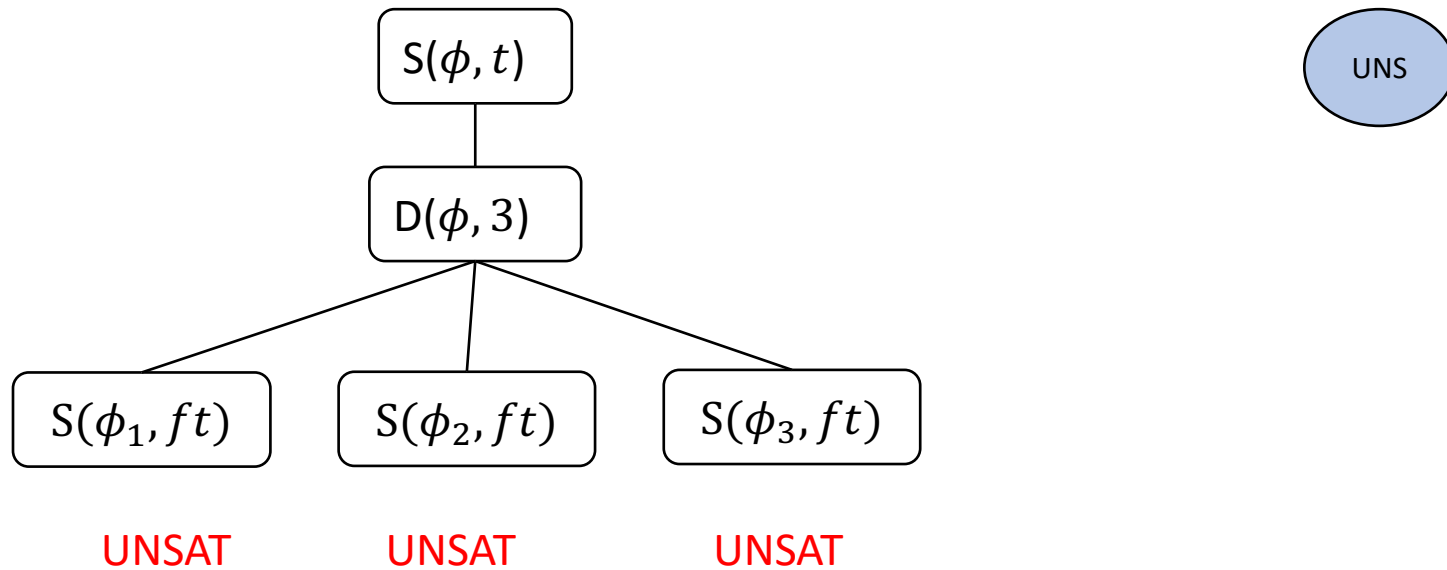 S(𝜙, 𝑡)
UNS
D(𝜙, 3)
S(𝜙₁, 𝑓𝑡)
S(𝜙₂, 𝑓𝑡)
S(𝜙₃, 𝑓𝑡)
UNSAT
UNSAT
UNSAT